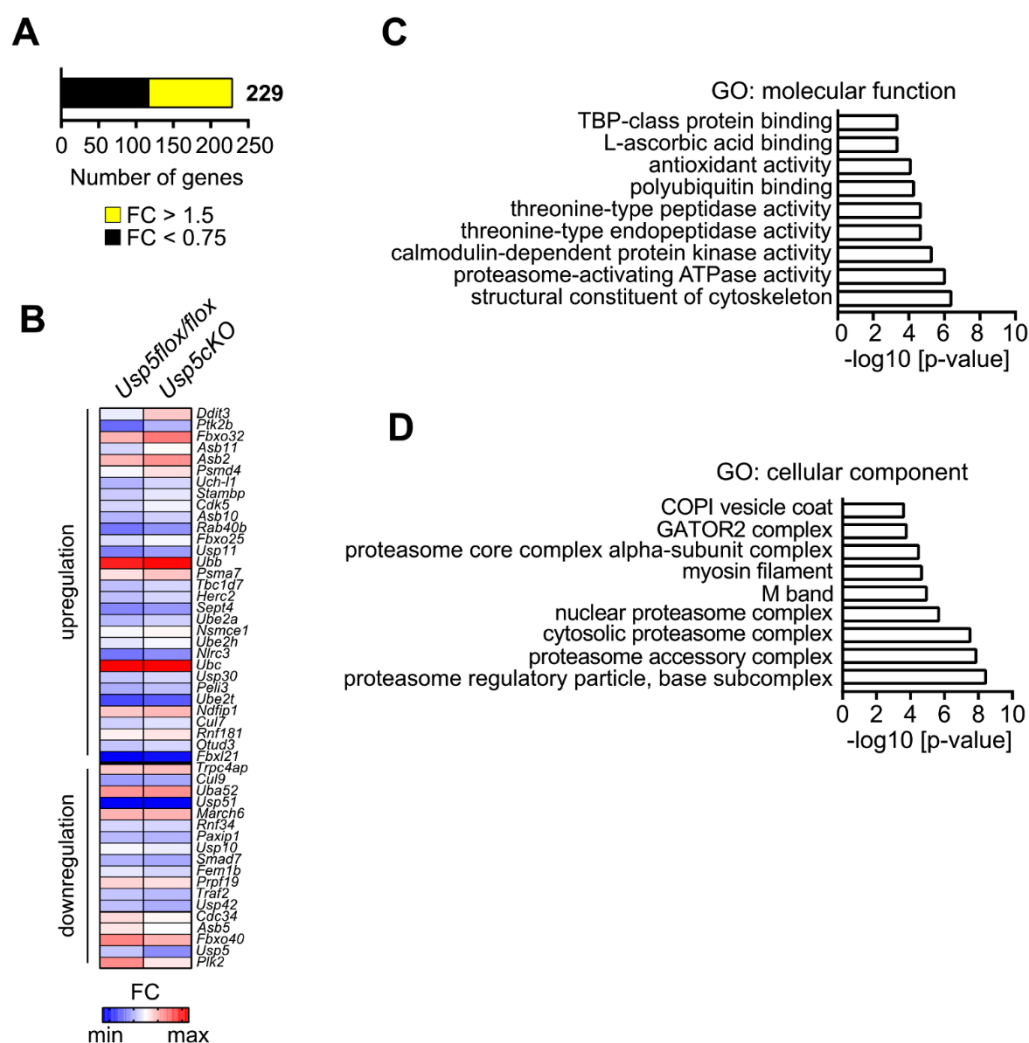 A
229
0 50 100 150 200 250
Number of genes
FC > 1.5
FC < 0.75
B
Usp5flox/flox
Usp5cKO
upregulation
Ddit3
Ptk2b
Fbxo32
Asb11
Asb2
Psmd4
Uch-l1
Stambp
Cdk5
Asb10
Rab40b
Fbxo25
Usp11
Ubb
Psma7
Tbc1d7
Herc2
Sept4
Ube2a
Nsmce1
Ube2h
Nlrc3
Ubc
Usp30
Peli3
Ube2t
Ndfip1
Cul7
Rnf181
Otud3
Fbxl21
downregulation
Trpc4ap
Cul9
Uba52
Usp51
March6
Rnf34
Paxip1
Usp10
Smad7
Fem1b
Prpf19
Traf2
Usp42
Cdc34
Asb5
Fbxo40
Usp5
Plk2
FC
min max
C
GO: molecular function
TBP-class protein binding
L-ascorbic acid binding
antioxidant activity
polyubiquitin binding
threonine-type peptidase activity
threonine-type endopeptidase activity
calmodulin-dependent protein kinase activity
proteasome-activating ATPase activity
structural constituent of cytoskeleton
0 2 4 6 8 10
-log10 [p-value]
D
GO: cellular component
COPI vesicle coat
GATOR2 complex
proteasome core complex alpha-subunit complex
myosin filament
M band
nuclear proteasome complex
cytosolic proteasome complex
proteasome accessory complex
proteasome regulatory particle, base subcomplex
0 2 4 6 8 10
-log10 [p-value]